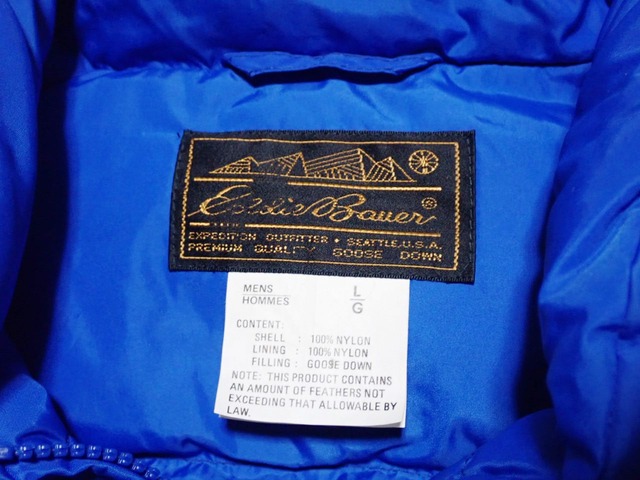 Eddie Bauer ®
EXPEDITION OUTFITTER • SEATTLE, U.S.A.
PREMIUM QUALITY GOOSE DOWN
MENS L
HOMMES G
CONTENT:
SHELL : 100% NYLON
LINING : 100% NYLON
FILLING : GOOSE DOWN
NOTE: THIS PRODUCT CONTAINS
AN AMOUNT OF FEATHERS NOT
EXCEEDING THAT ALLOWABLE BY
LAW.